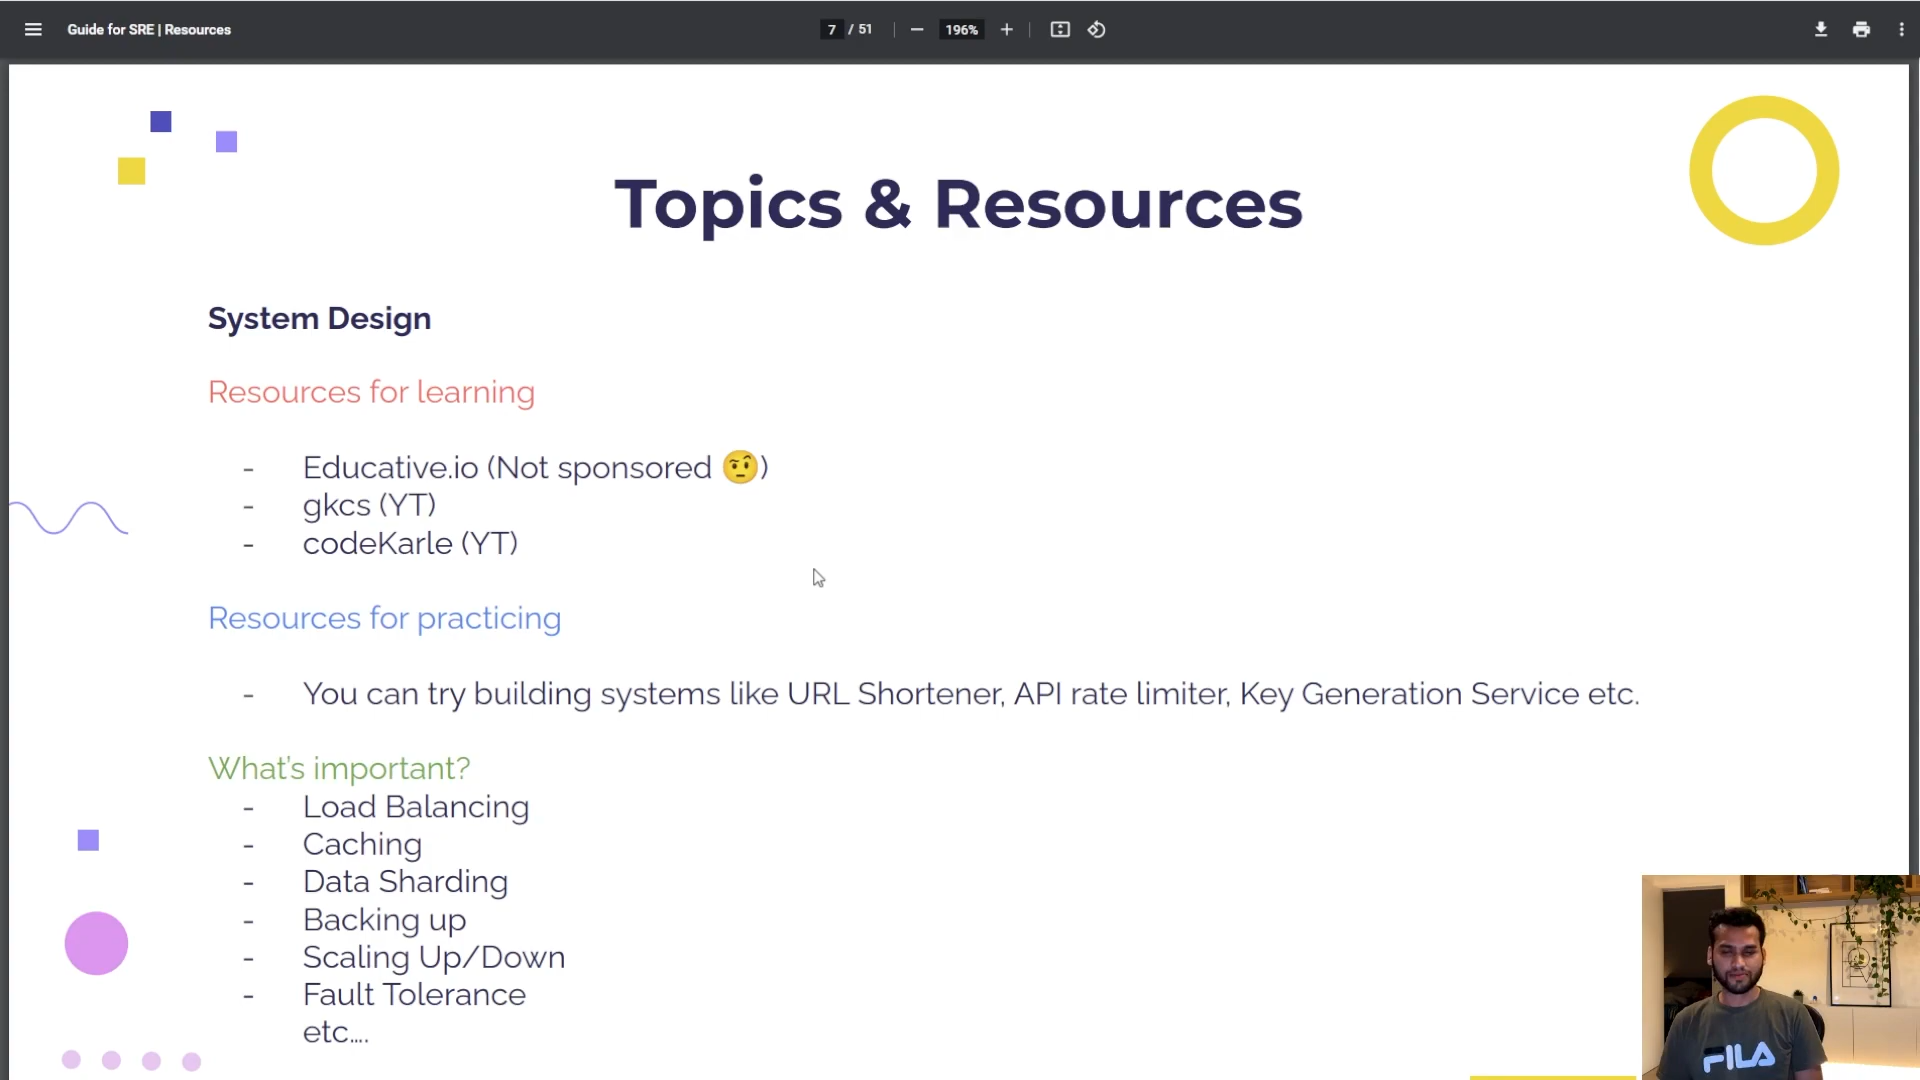 Guide for SRE | Resources
7 / 51
196%
Topics & Resources
System Design
Resources for learning
- Educative.io (Not sponsored 🤨)
- gkcs (YT)
- codeKarle (YT)
Resources for practicing
- You can try building systems like URL Shortener, API rate limiter, Key Generation Service etc.
What's important?
- Load Balancing
- Caching
- Data Sharding
- Backing up
- Scaling Up/Down
- Fault Tolerance
etc....
FILA